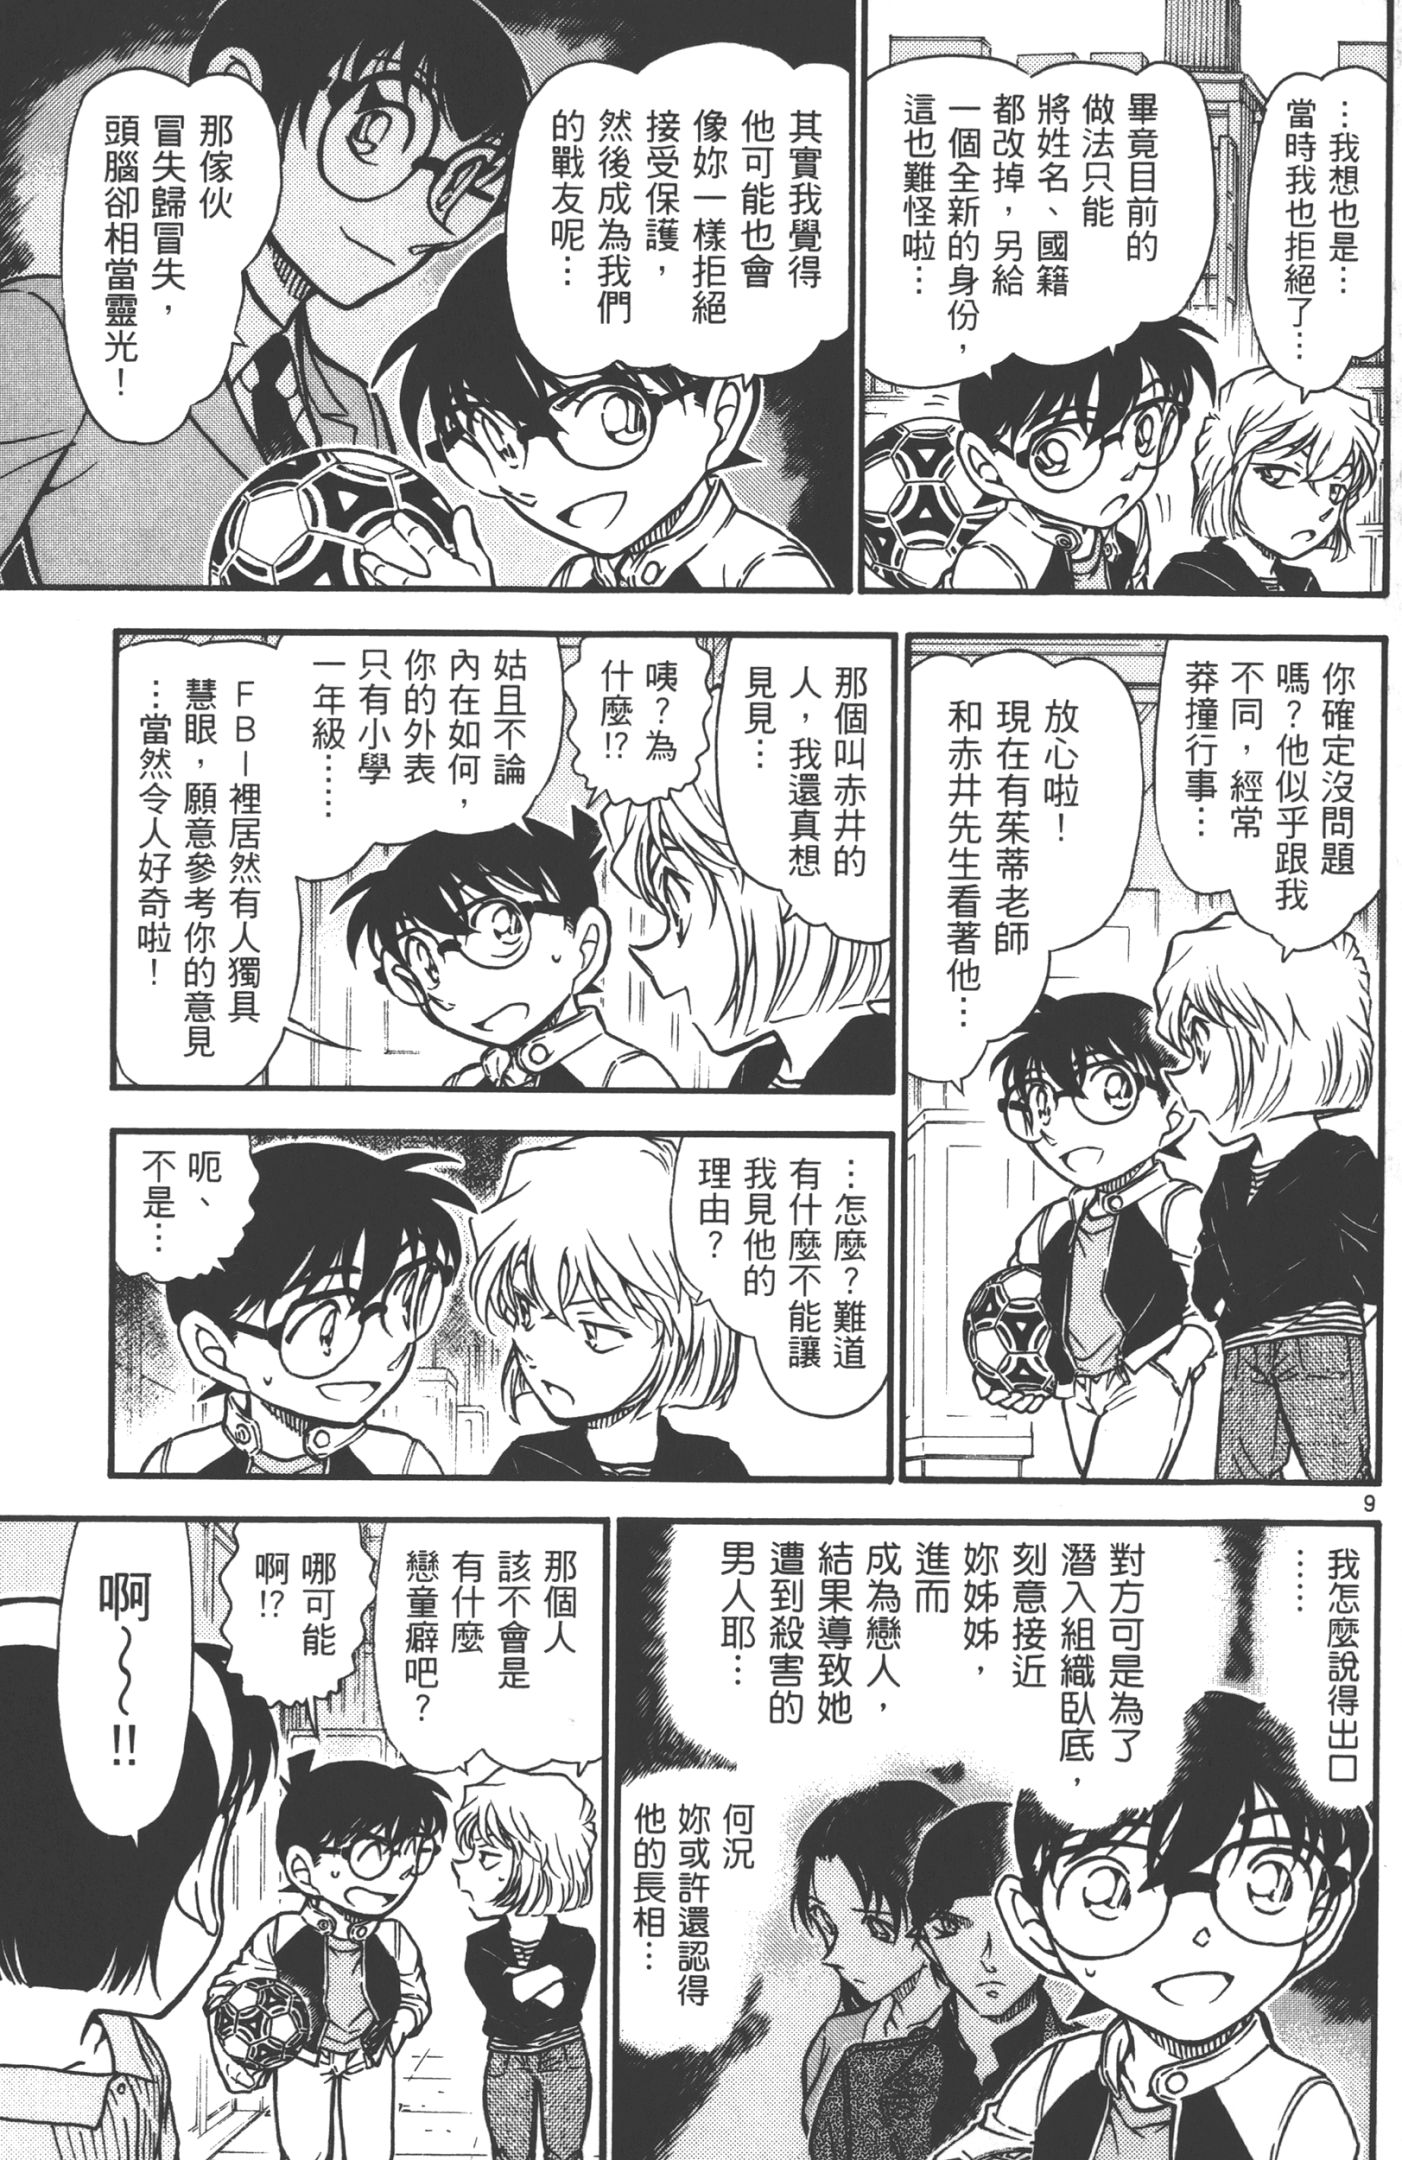 …我想也是…
當時我也拒絕了…
畢竟目前的
做法只能
將姓名、國籍
都改掉，另給
一個全新的身份，
這也難怪啦…
其實我覺得
他可能也會
像妳一樣拒絕
接受保護，
然後成為我們
的戰友呢…
那傢伙
冒失歸冒失，
頭腦卻相當靈光！
你確定沒問題
嗎？他似乎跟我
不同，經常
莽撞行事…
放心啦！
現在有茱蒂老師
和赤井先生看著他…
那個叫赤井的
人，我還真想
見見…
咦？為
什麼！？
姑且不論
內在如何，
你的外表
只有小學
一年級……
FBI裡居然有人獨具
慧眼，願意參考你的意見
…當然令人好奇啦！
…怎麼？難道
有什麼不能讓
我見他的
理由？
呃、
不是…
9
我怎麼說得出口
……
對方可是為了
潛入組織臥底，
刻意接近
妳姊姊，
進而
成為戀人，
結果導致她
遭到殺害的
男人耶…
何況
妳或許還認得
他的長相…
那個人
該不會是
有什麼
戀童癖吧？
哪可能
啊！？
啊～～！！